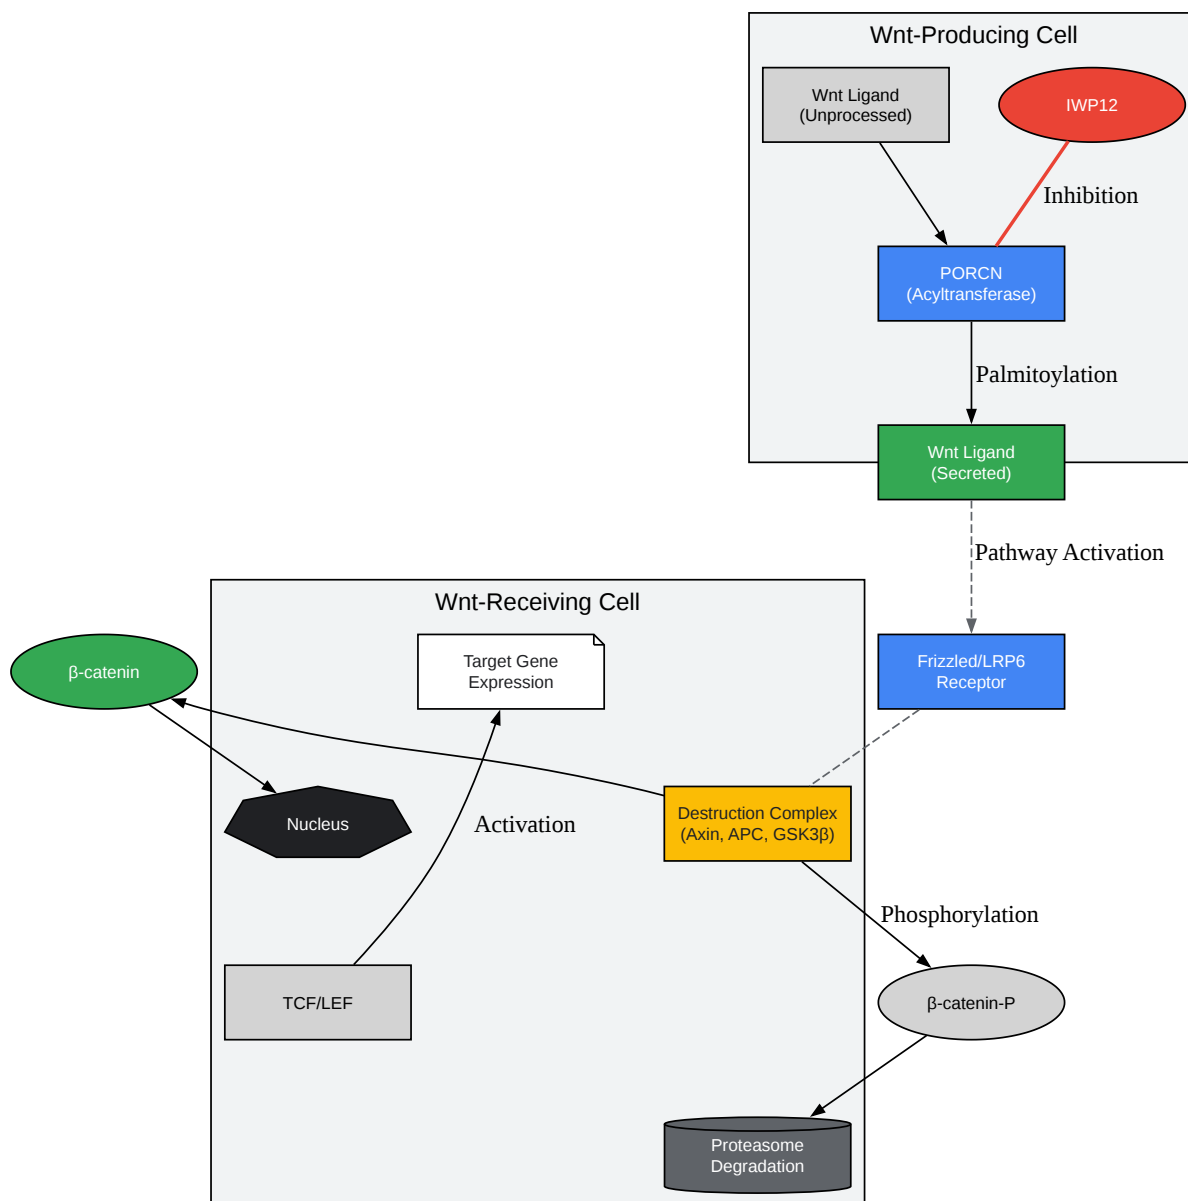 Wnt-Producing Cell
Wnt Ligand
(Unprocessed)
IWP12
Inhibition
PORCN
(Acyltransferase)
Palmitoylation
Wnt Ligand
(Secreted)
Pathway Activation
Wnt-Receiving Cell
β-catenin
Target Gene
Expression
Frizzled/LRP6
Receptor
Nucleus
Activation
Destruction Complex
(Axin, APC, GSK3β)
Phosphorylation
TCF/LEF
β-catenin-P
Proteasome
Degradation